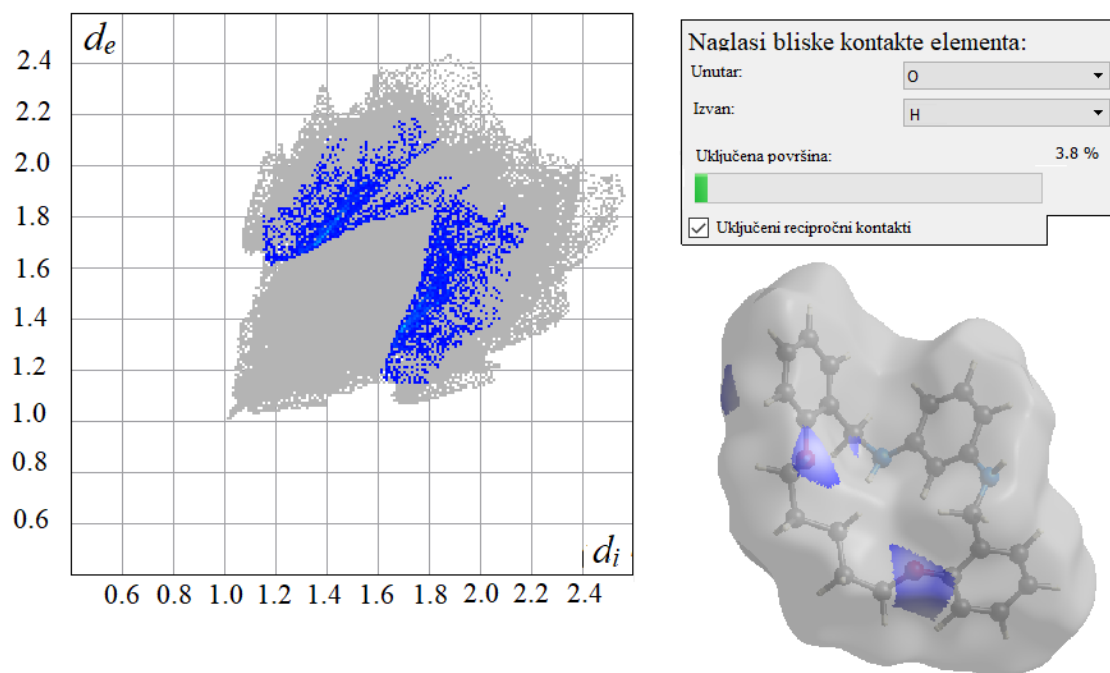 d_e
2.4
2.2
2.0
1.8
1.6
1.4
1.2
1.0
0.8
0.6
d_i
0.6 0.8 1.0 1.2 1.4 1.6 1.8 2.0 2.2 2.4
Naglasi bliske kontakte elementa:
Unutar: O
Izvan: H
Uključena površina: 3.8 %
Uključeni recipročni kontakti